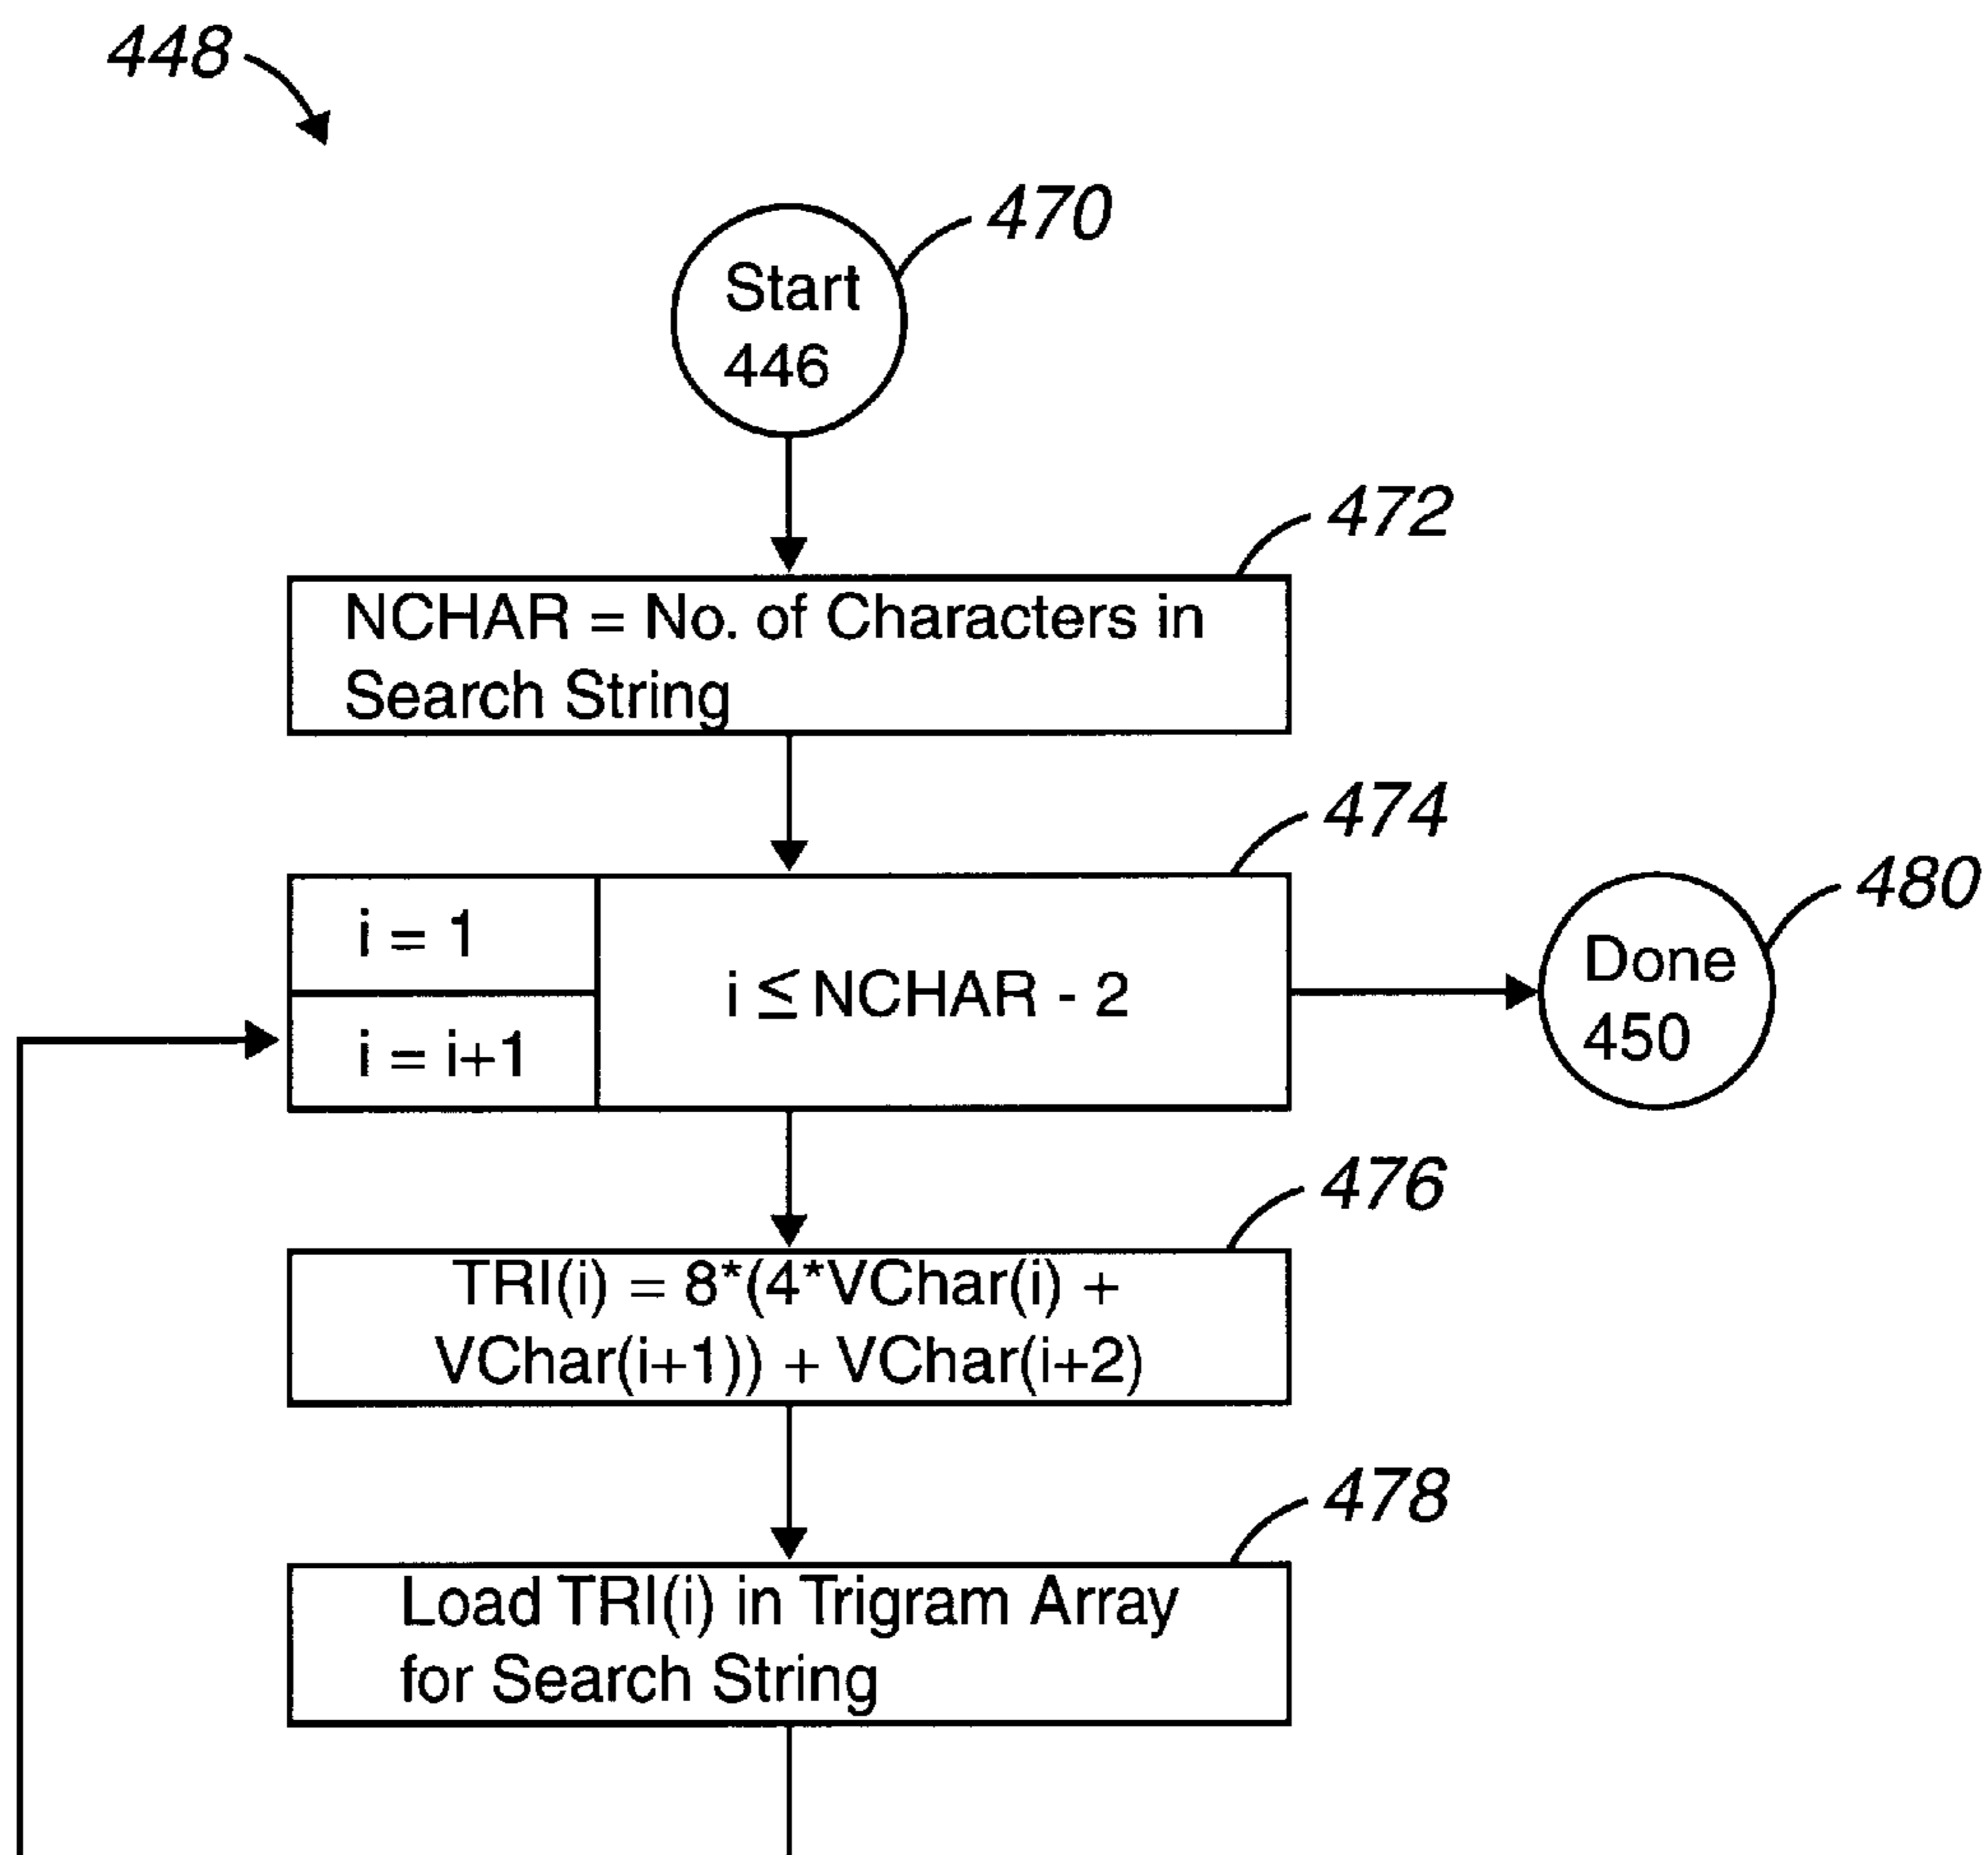 448
470
Start
446
472
NCHAR = No. of Characters in
Search String
474
480
i = 1
i ≤ NCHAR - 2
i = i+1
Done
450
476
TRI(i) = 8*(4*VChar(i) +
VChar(i+1)) + VChar(i+2)
478
Load TRI(i) in Trigram Array
for Search String